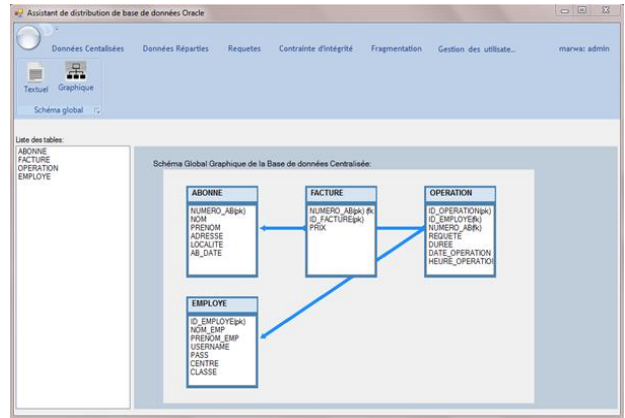 Assistant de distribution de base de données Oracle
Données Centalisées Données Réparties Requetes Contrainte d'intégrité Fragmentation Gestion des utilisate... marwa: admin
Textuel Graphique
Schéma global
Liste des tables:
ABONNE
FACTURE
OPERATION
EMPLOYE
Schéma Global Graphique de la Base de données Centralisée:
ABONNE
NUMERO_AB(pk)
NOM
PRENOM
ADRESSE
LOCALITE
AB_DATE
FACTURE
NUMERO_AB(pk) (fk
ID_FACTURE(pk)
PRIX
OPERATION
ID_OPERATION(pk)
ID_EMPLOYE(fk)
NUMERO_AB(fk)
REQUETE
DUREE
DATE_OPERATION
HEURE_OPERATIO
EMPLOYE
ID_EMPLOYE(pk)
NOM_EMP
PRENOM_EMP
USERNAME
PASS
CENTRE
CLASSE